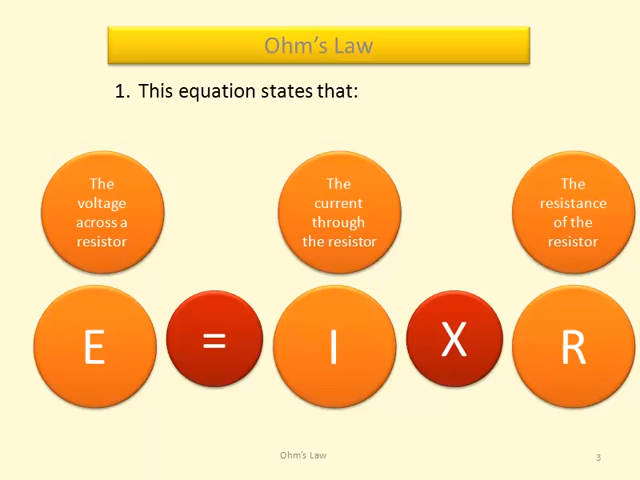 Ohm's Law
1. This equation states that:
The
voltage
across a
resistor
The
current
through
the resistor
The
resistance
of the
resistor
E = I X R
Ohm's Law
3